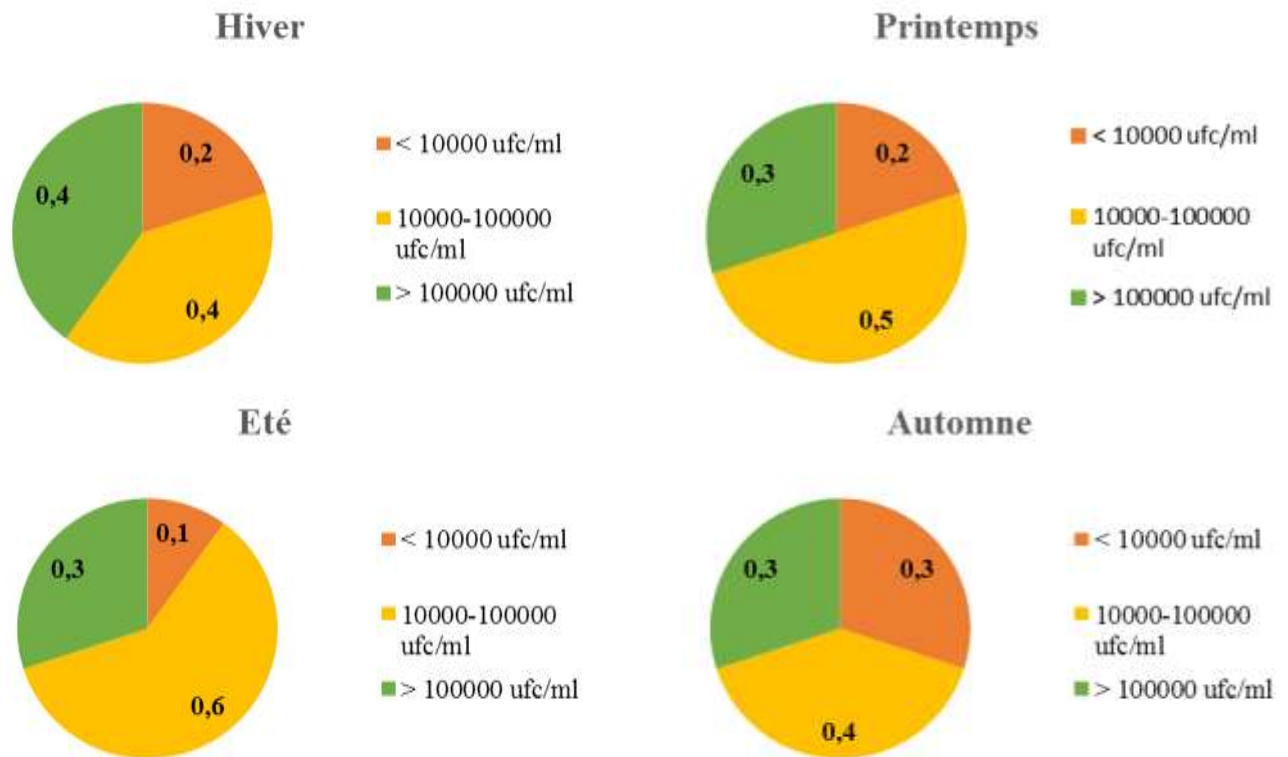 Hiver
0,2
0,4
0,4
< 10000 ufc/ml
10000-100000
ufc/ml
> 100000 ufc/ml
Printemps
0,2
0,3
0,5
< 10000 ufc/ml
10000-100000
ufc/ml
> 100000 ufc/ml
Eté
0,1
0,3
0,6
< 10000 ufc/ml
10000-100000
ufc/ml
> 100000 ufc/ml
Automne
0,3
0,3
0,4
< 10000 ufc/ml
10000-100000
ufc/ml
> 100000 ufc/ml